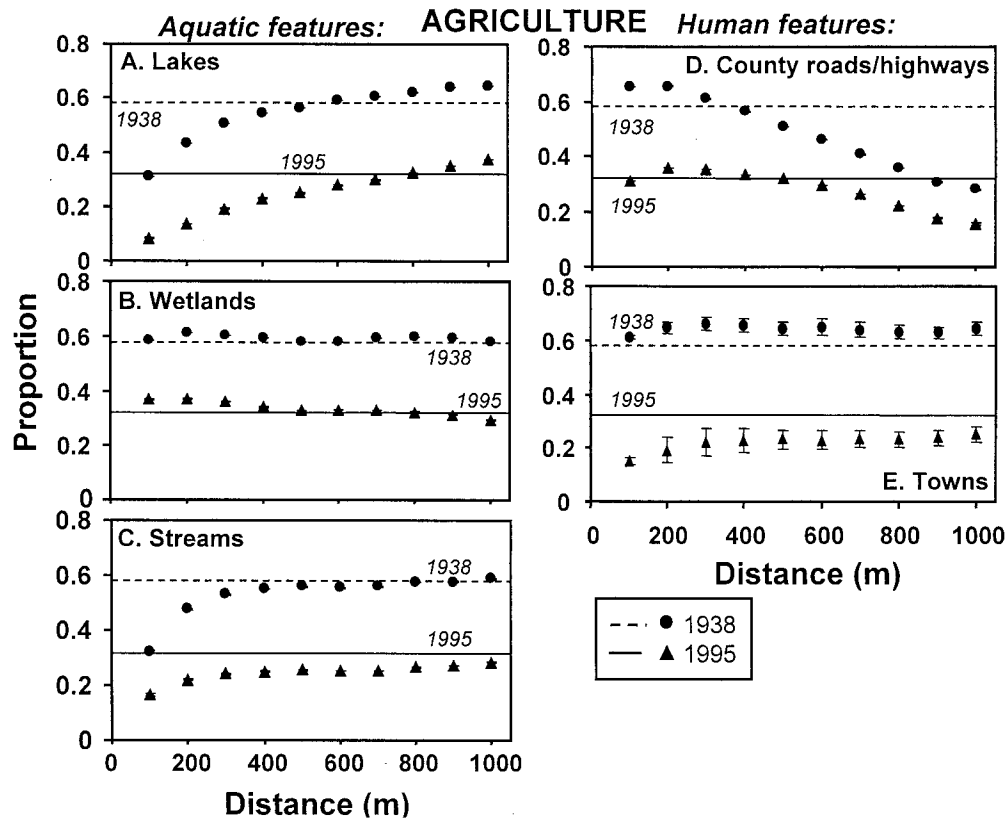 AGRICULTURE
Aquatic features:
Human features:
Proportion
A. Lakes
0.8
0.6
0.4
0.2
0
1938
1995
B. Wetlands
0.8
0.6
0.4
0.2
0
1938
1995
C. Streams
0.8
0.6
0.4
0.2
0
1938
1995
0 200 400 600 800 1000
Distance (m)
D. County roads/highways
0.8
0.6
0.4
0.2
0
1938
1995
0.8
0.6
0.4
0.2
0
1938
1995
E. Towns
0 200 400 600 800 1000
Distance (m)
1938
1995